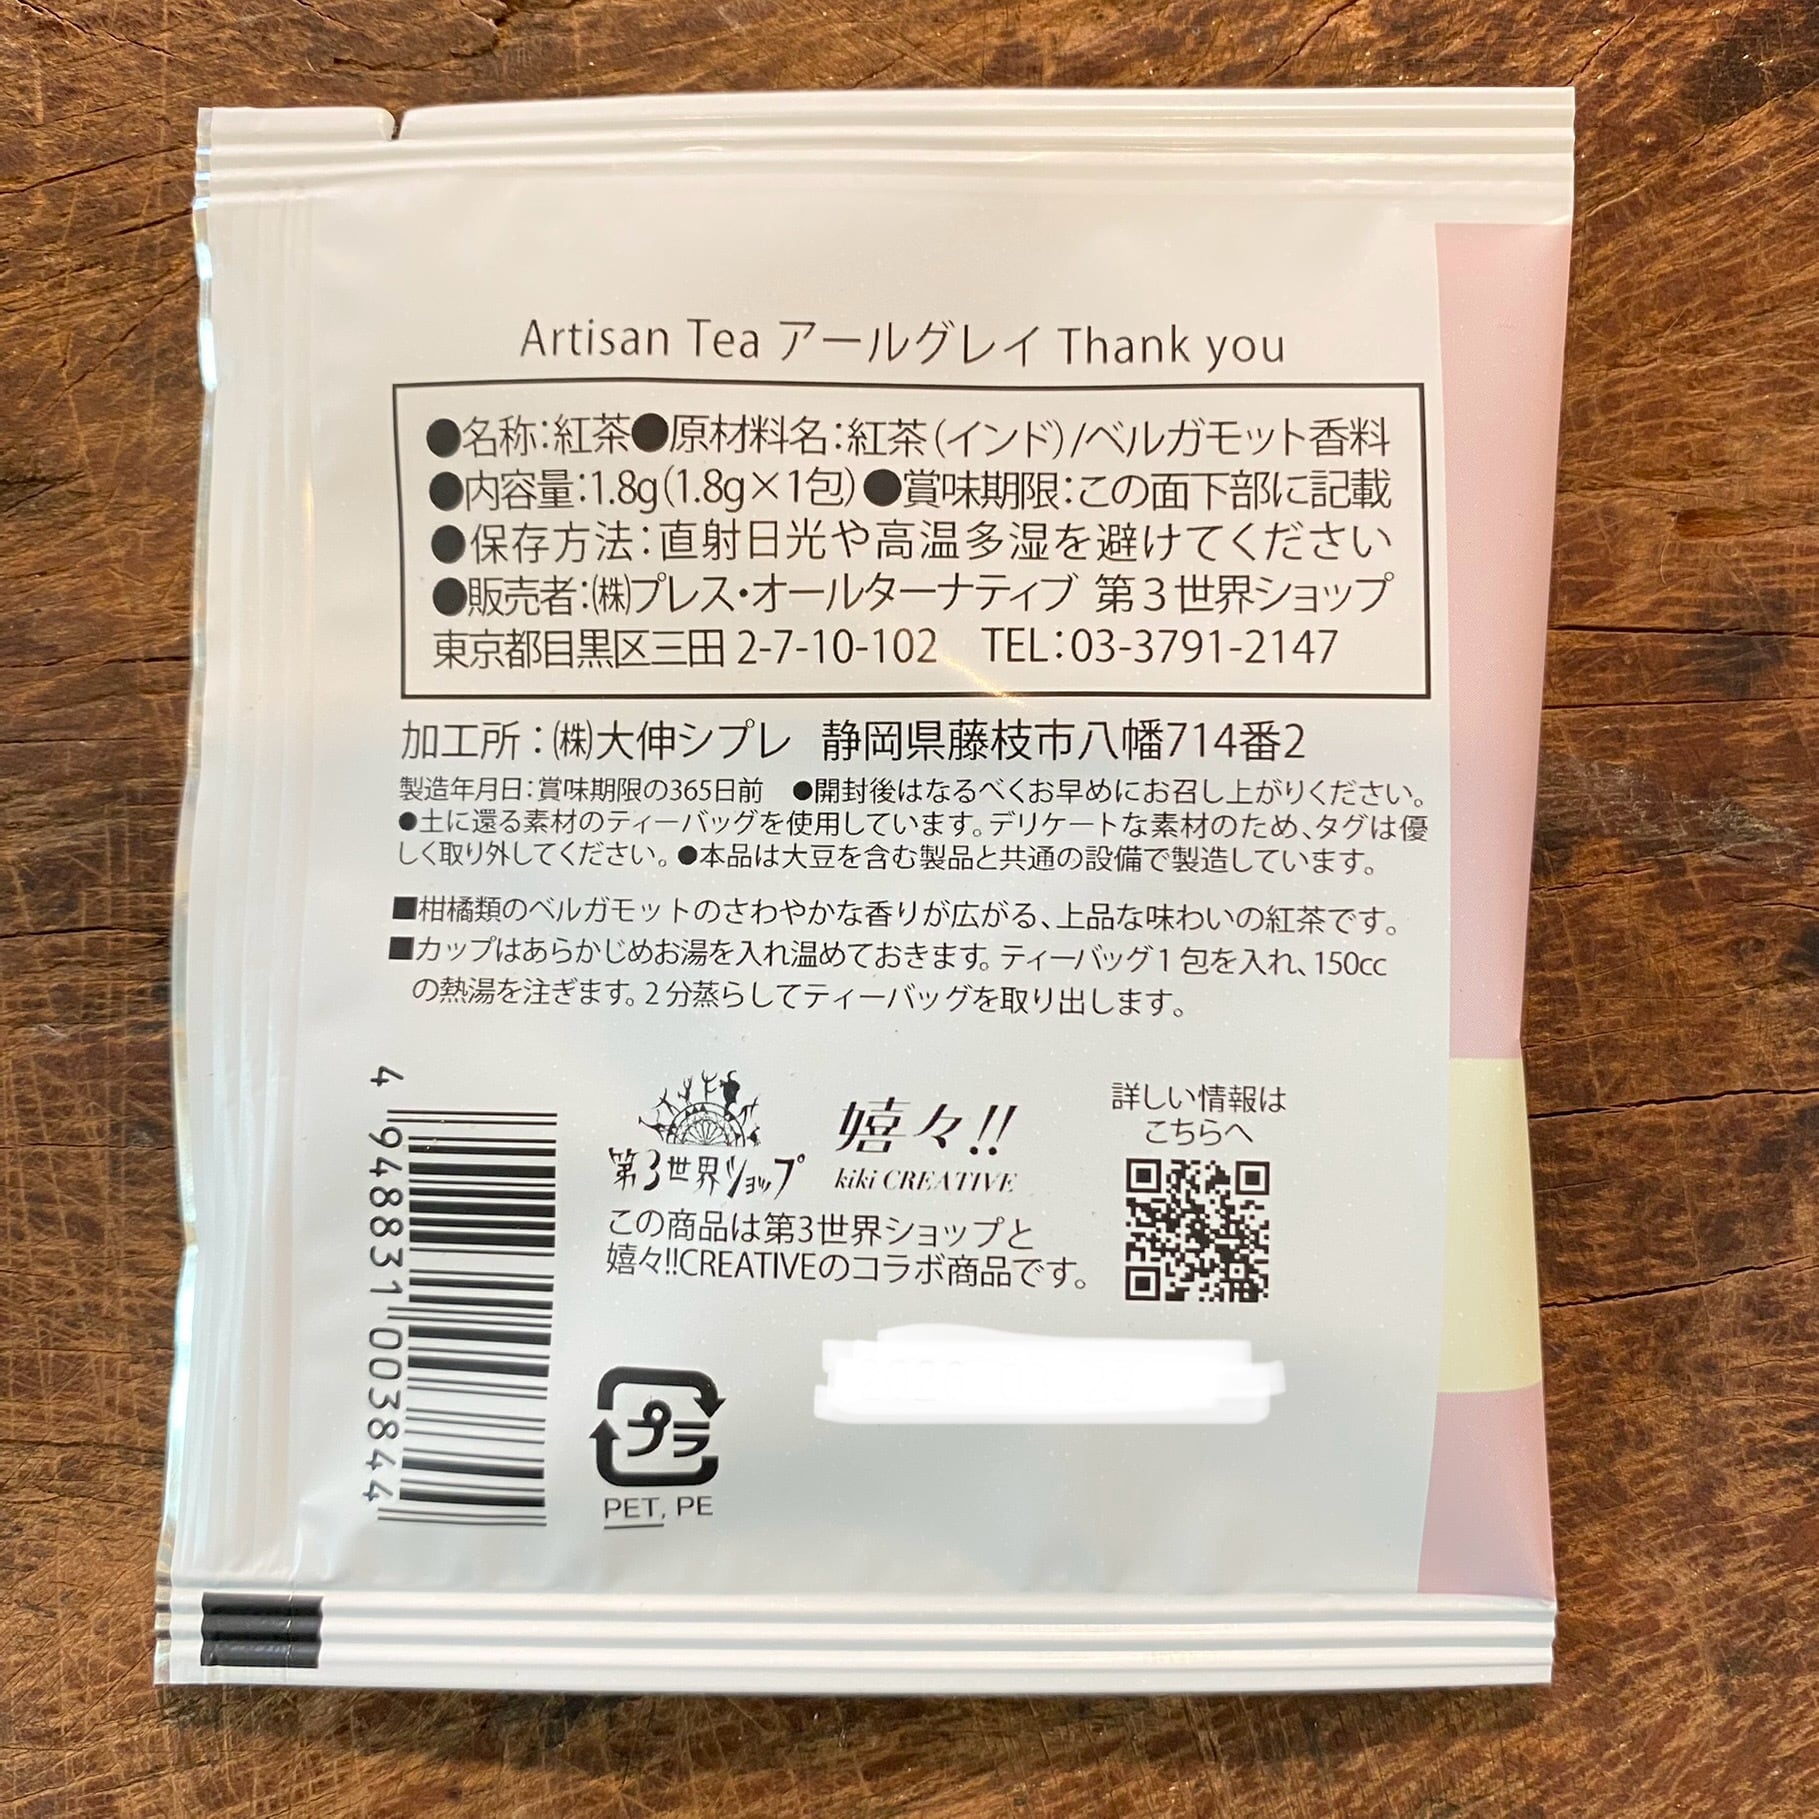 Artisan Tea アールグレイ Thank you
●名称：紅茶●原材料名：紅茶（インド）/ベルガモット香料
●内容量：1.8g（1.8g×1包）●賞味期限：この面下部に記載
●保存方法：直射日光や高温多湿を避けてください
●販売者：㈱プレス・オールターナティブ 第3世界ショップ
東京都目黒区三田 2-7-10-102　TEL：03-3791-2147
加工所：㈱大伸シプレ　静岡県藤枝市八幡714番2
製造年月日：賞味期限の365日前　●開封後はなるべくお早めにお召し上がりください。
●土に還る素材のティーバッグを使用しています。デリケートな素材のため、タグは優
しく取り外してください。●本品は大豆を含む製品と共通の設備で製造しています。
■柑橘類のベルガモットのさわやかな香りが広がる、上品な味わいの紅茶です。
■カップはあらかじめお湯を入れ温めておきます。ティーバッグ1包を入れ、150cc
の熱湯を注ぎます。2分蒸らしてティーバッグを取り出します。
4 948831 003844
第3世界ショップ
嬉々!!
kiki CREATIVE
この商品は第3世界ショップと
嬉々!!CREATIVEのコラボ商品です。
詳しい情報は
こちらへ
プラ
PET, PE